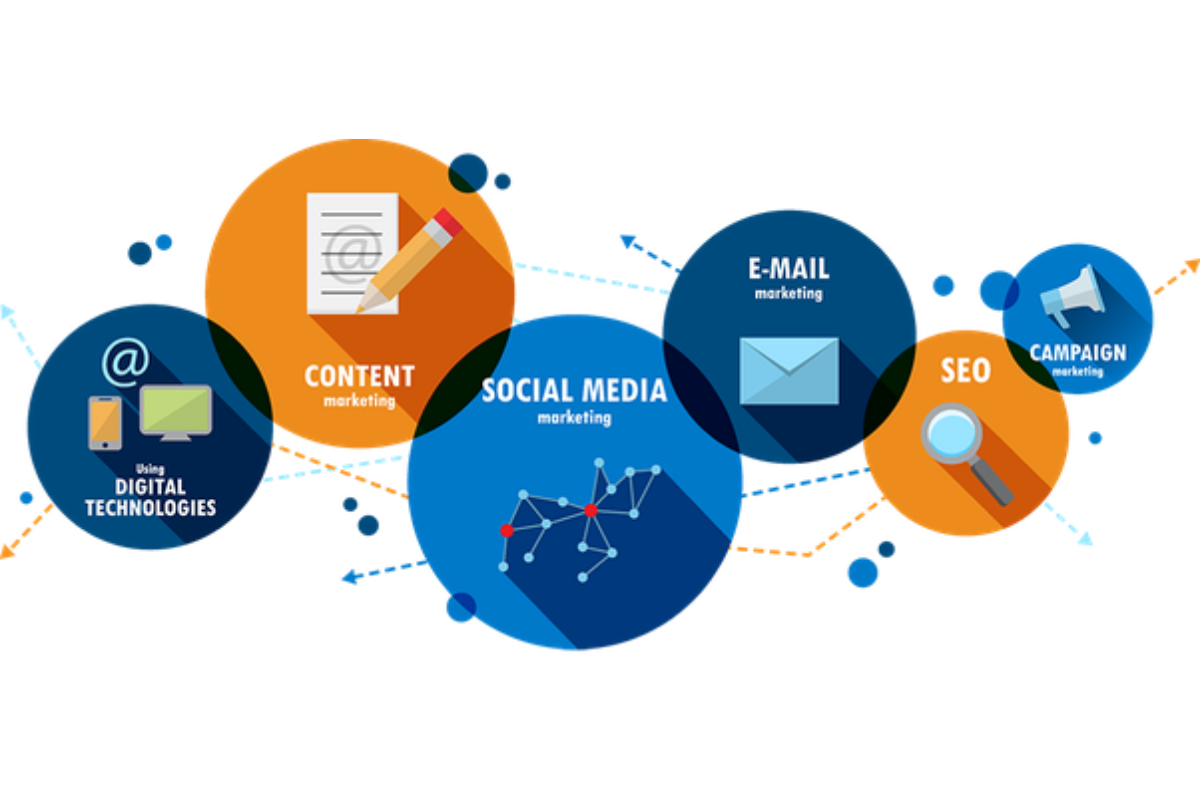 @
Using
DIGITAL
TECHNOLOGIES
@
CONTENT
marketing
SOCIAL MEDIA
marketing
E-MAIL
marketing
SEO
CAMPAIGN
marketing